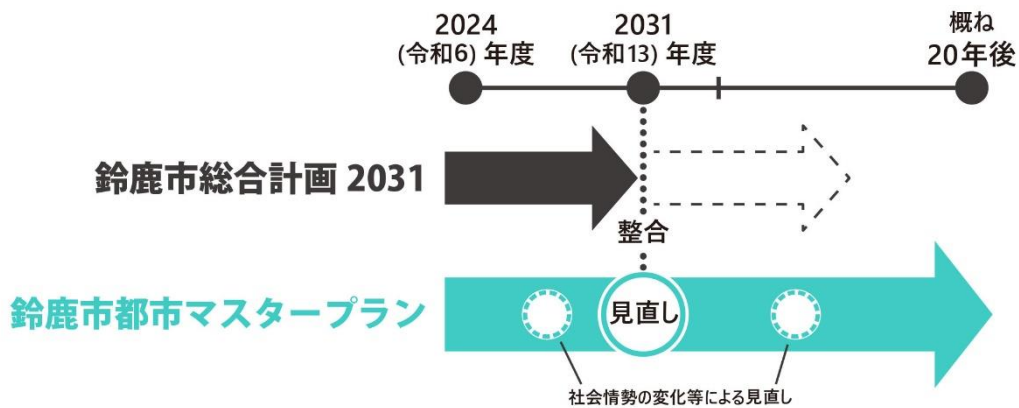 2024
(令和6) 年度
2031
(令和13) 年度
概ね
20年後
鈴鹿市総合計画 2031
整合
鈴鹿市都市マスタープラン
見直し
社会情勢の変化等による見直し